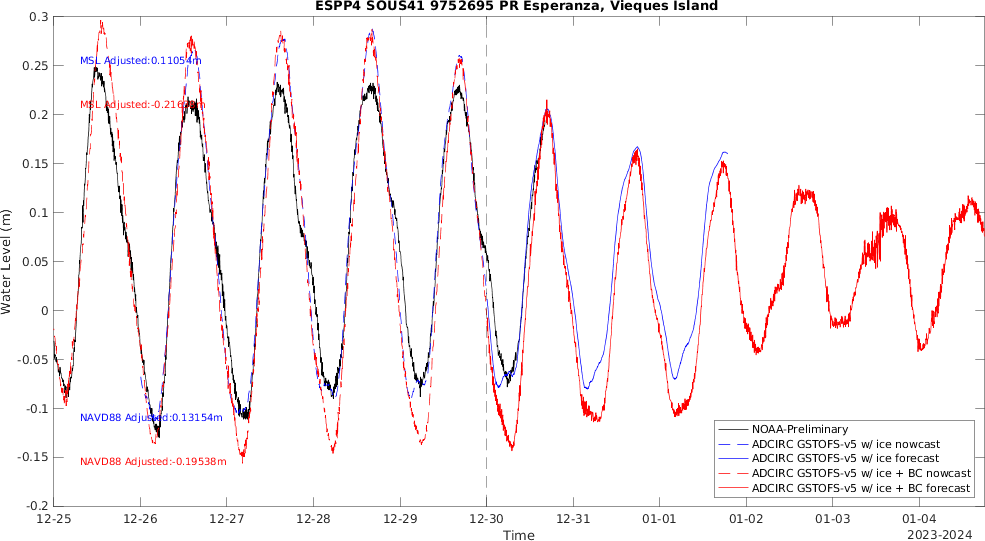 ESPP4 SOUS41 9752695 PR Esperanza, Vieques Island
0.3
0.25
0.2
0.15
0.1
0.05
0
-0.05
-0.1
-0.15
-0.2
Water Level (m)
MSL Adjusted:0.11054m
NAVD88 Adjusted:0.13154m
NAVD88 Adjusted:-0.19538m
NOAA-Preliminary
ADCIRC GSTOFS-v5 w/ ice nowcast
ADCIRC GSTOFS-v5 w/ ice forecast
ADCIRC GSTOFS-v5 w/ ice + BC nowcast
ADCIRC GSTOFS-v5 w/ ice + BC forecast
12-25 12-26 12-27 12-28 12-29 12-30 12-31 01-01 01-02 01-03 01-04
Time
2023-2024